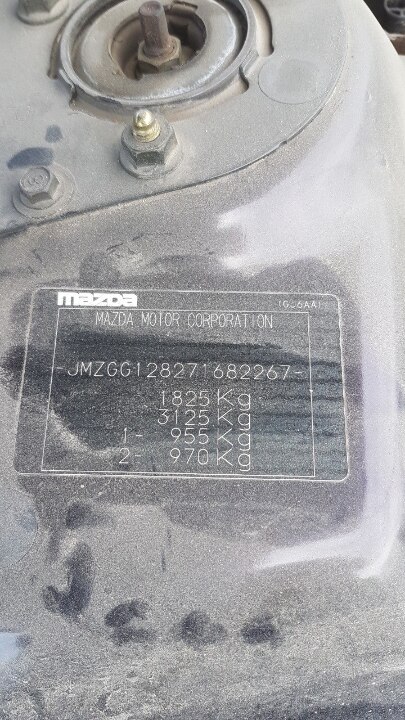 mazda
MAZDA MOTOR CORPORATION
-JMZGG128271682267-
1825 Kg
3125 Kg
1- 955 Kg
2- 970 Kg